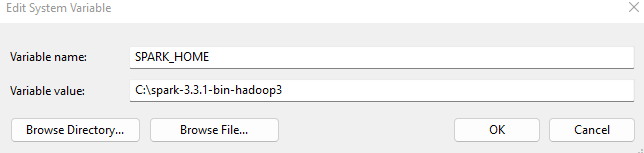 Edit System Variable
Variable name: SPARK_HOME
Variable value: C:\spark-3.3.1-bin-hadoop3
Browse Directory... Browse File... OK Cancel